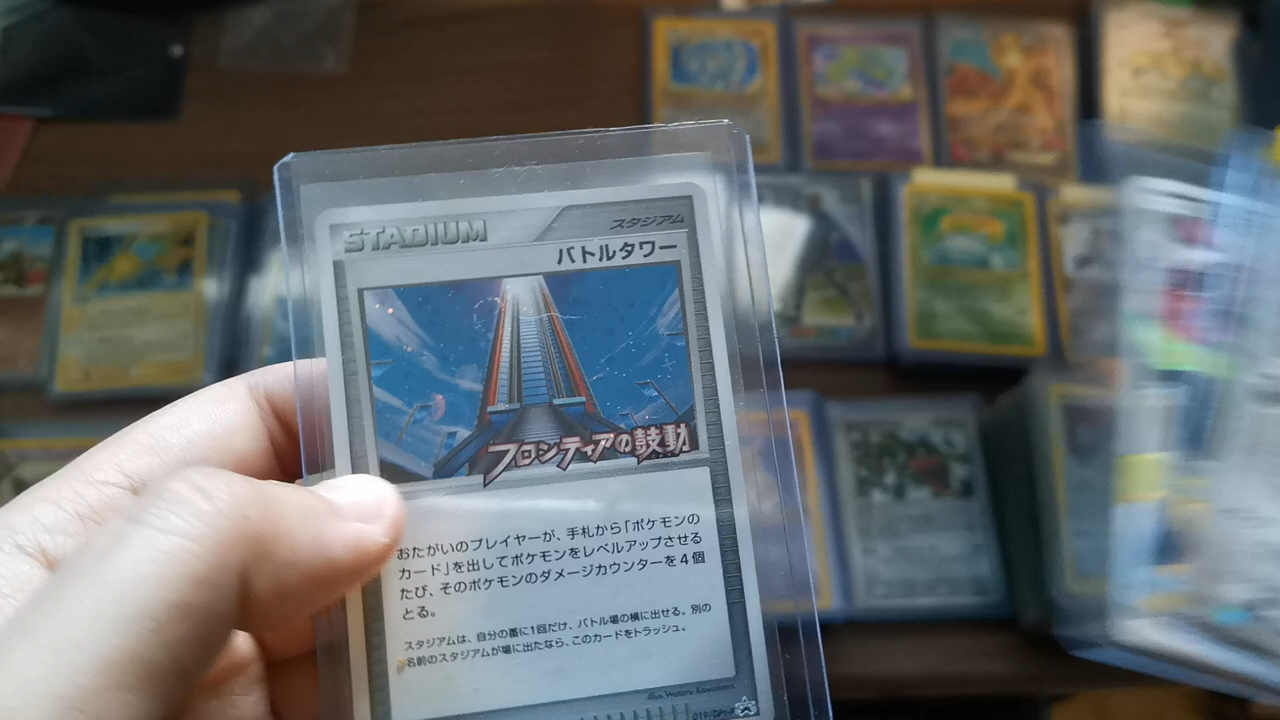 STADIUM
スタジアム
バトルタワー
フロンティアの鼓動
おたがいのプレイヤーが、手札から「ポケモンの
カード」を出してポケモンをレベルアップさせる
たび、そのポケモンのダメージカウンターを4個
とる。
スタジアムは、自分の番に1回だけ、バトル場の横に出せる。別の
名前のスタジアムが場に出たなら、このカードをトラッシュ。
illus. Wataru Kawahara
019/DPt-P